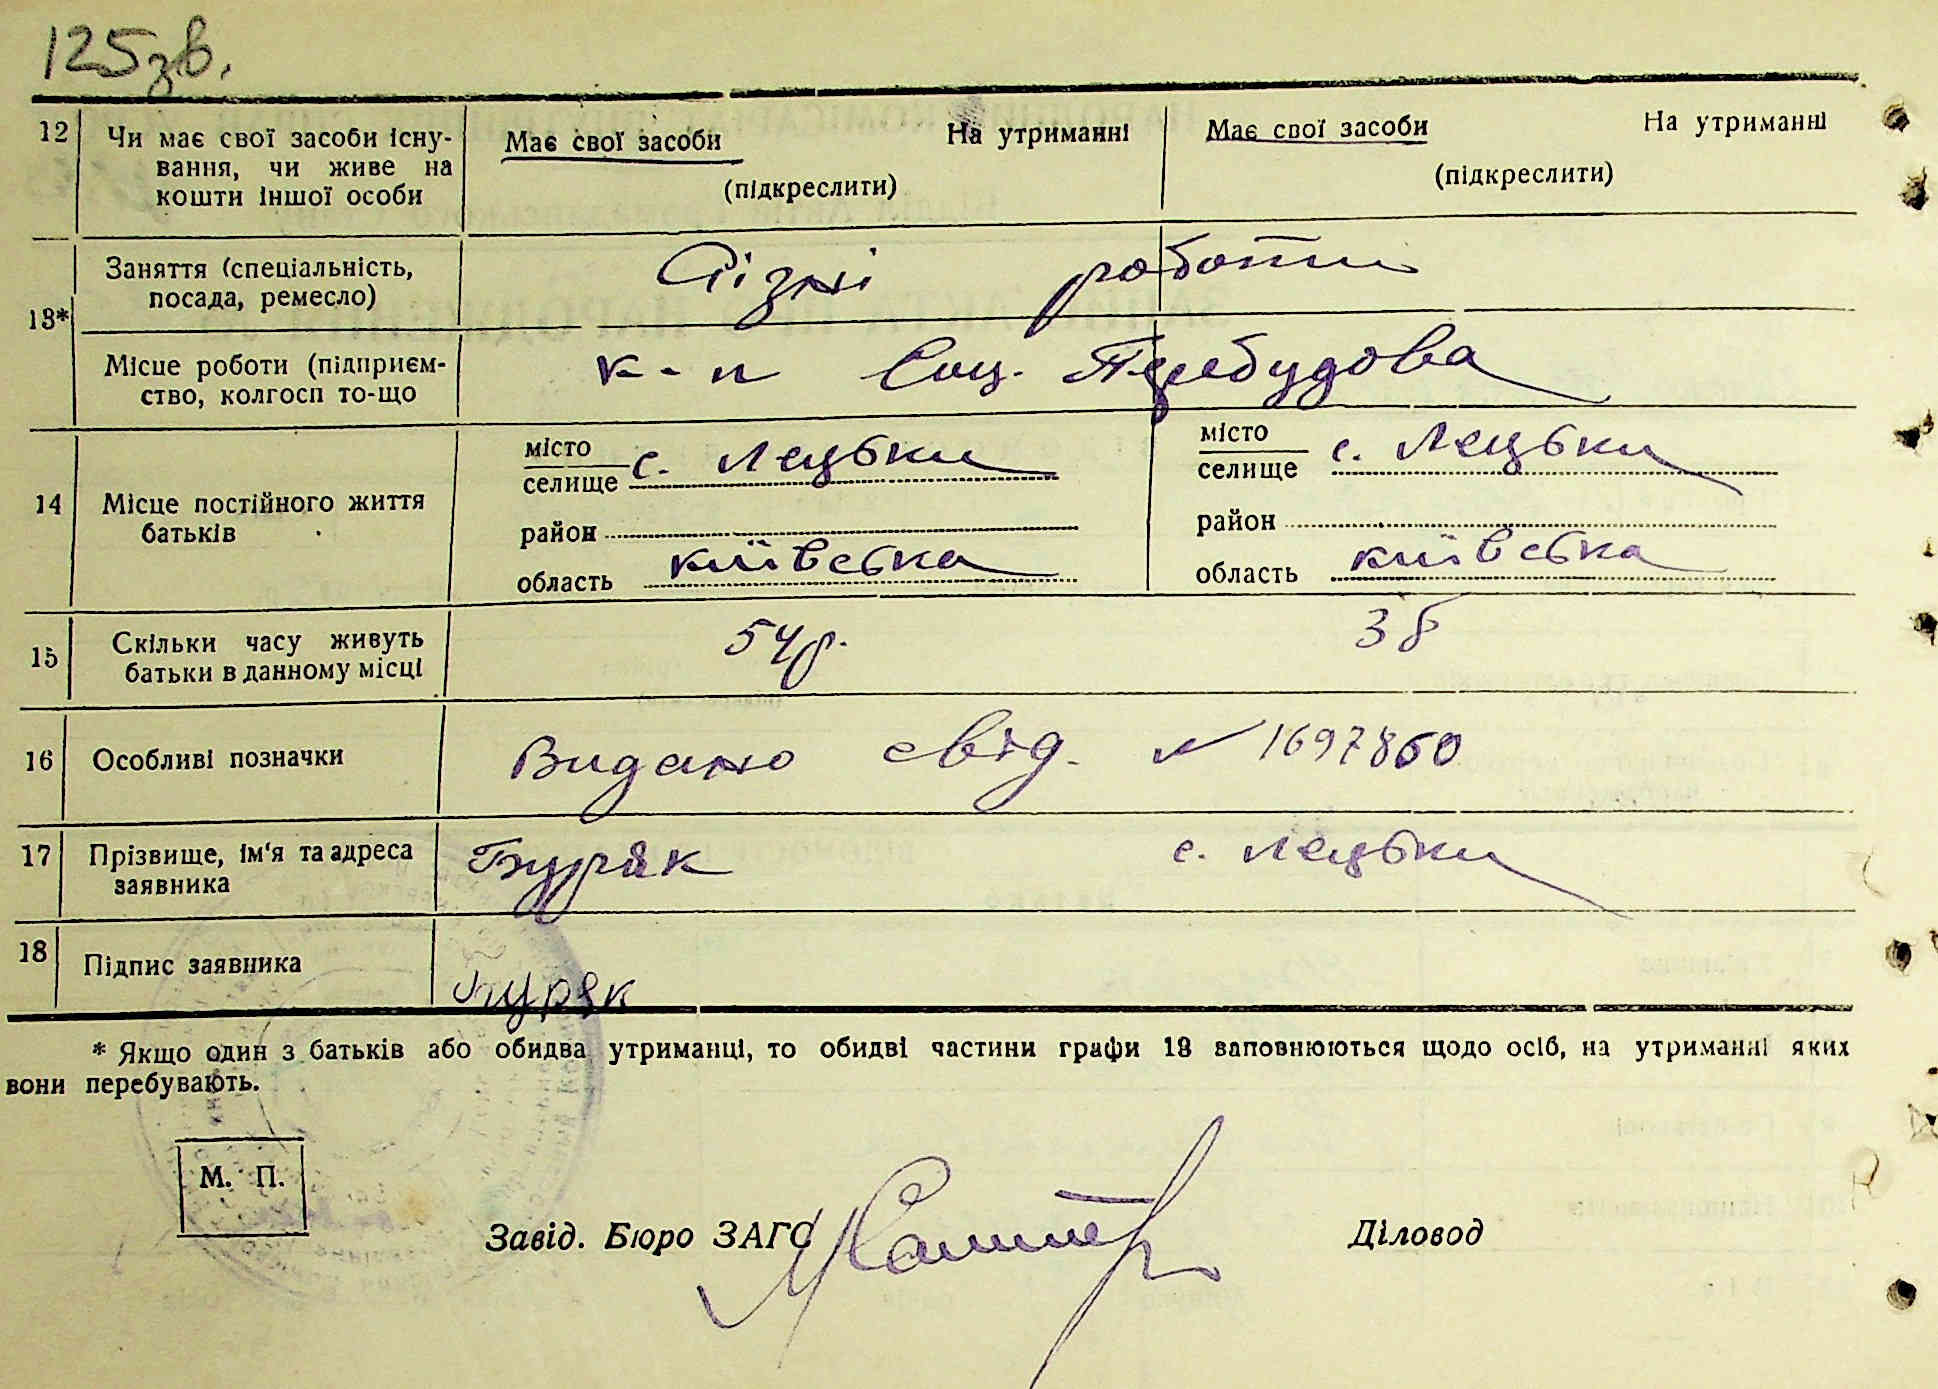 125зв.
12 Чи має свої засоби існу- Має свої засоби На утриманні Має свої засоби На утриманні
вання, чи живе на (підкреслити) (підкреслити)
кошти іншої особи
13* Заняття (спеціальність, Різні роботи
посада, ремесло)
Місце роботи (підприєм- к-п Соц. Перебудова
ство, колгосп то-що
14 Місце постійного життя батьків
місто
селище с. Лецьки
район
область київська
місто
селище с. Лецьки
район
область київська
15 Скільки часу живуть 54р. 38
батьки в данному місці
16 Особливі позначки Видано свід. № 1697860
17 Прізвище, ім'я та адреса Буряк с. Лецьки
заявника
18 Підпис заявника Буряк
* Якщо один з батьків або обидва утриманці, то обидві частини графи 13 заповнюються щодо осіб, на утриманні яких
вони перебувають.
М. П.
Завід. Бюро ЗАГС Діловод